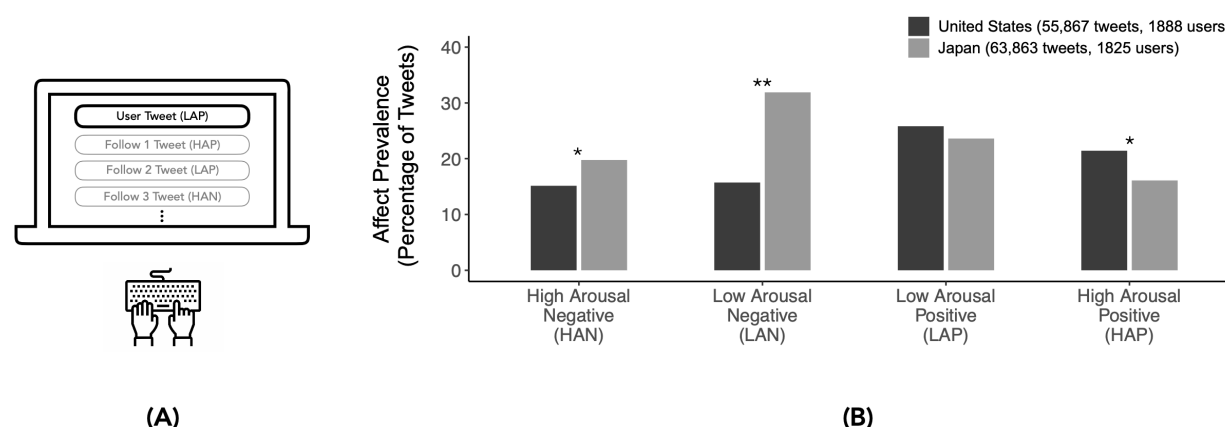 User Tweet (LAP)
Follow 1 Tweet (HAP)
Follow 2 Tweet (LAP)
Follow 3 Tweet (HAN)
(A)
United States (55,867 tweets, 1888 users
Japan (63,863 tweets, 1825 users)
Affect Prevalence
(Percentage of Tweets)
40
30
20
10
0
*
**
*
High Arousal
Negative
(HAN)
Low Arousal
Negative
(LAN)
Low Arousal
Positive
(LAP)
High Arousal
Positive
(HAP)
(B)